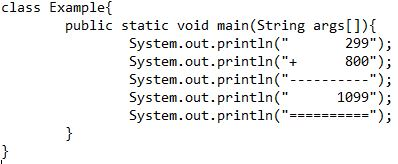 class Example{
        public static void main(String args[]){
                System.out.println("       299");
                System.out.println("+      800");
                System.out.println("----------");
                System.out.println("      1099");
                System.out.println("==========");
        }
}